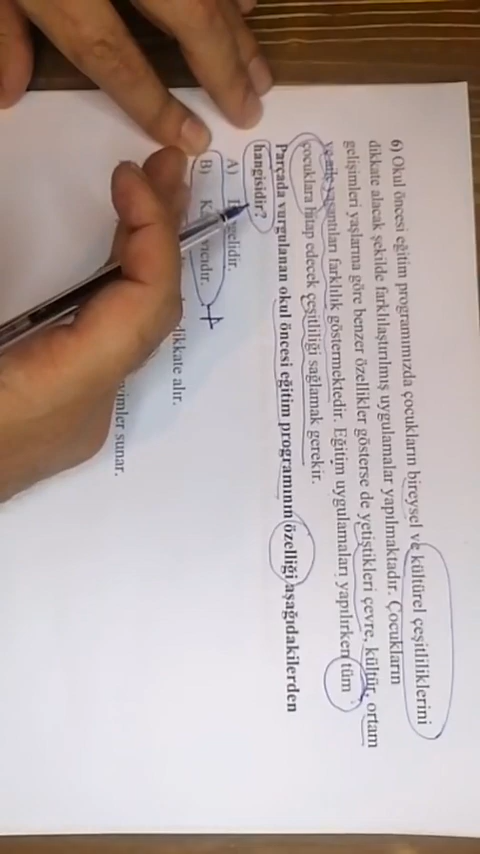 6) Okul öncesi eğitim programımızda çocukların bireysel ve kültürel çeşitliliklerini
dikkate alacak şekilde farklılaştırılmış uygulamalar yapılmaktadır. Çocukların
gelişimleri yaşlarına göre benzer özellikler gösterse de yetiştikleri çevre, kültür, ortam
ve aile yaşantıları farklılık göstermektedir. Eğitim uygulamaları yapılırken tüm
çocuklara hitap edecek çeşitliliği sağlamak gerekir.
Parçada vurgulanan okul öncesi eğitim programının özelliği aşağıdakilerden
hangisidir?
A)
B)
dikkate alır.
sunar.